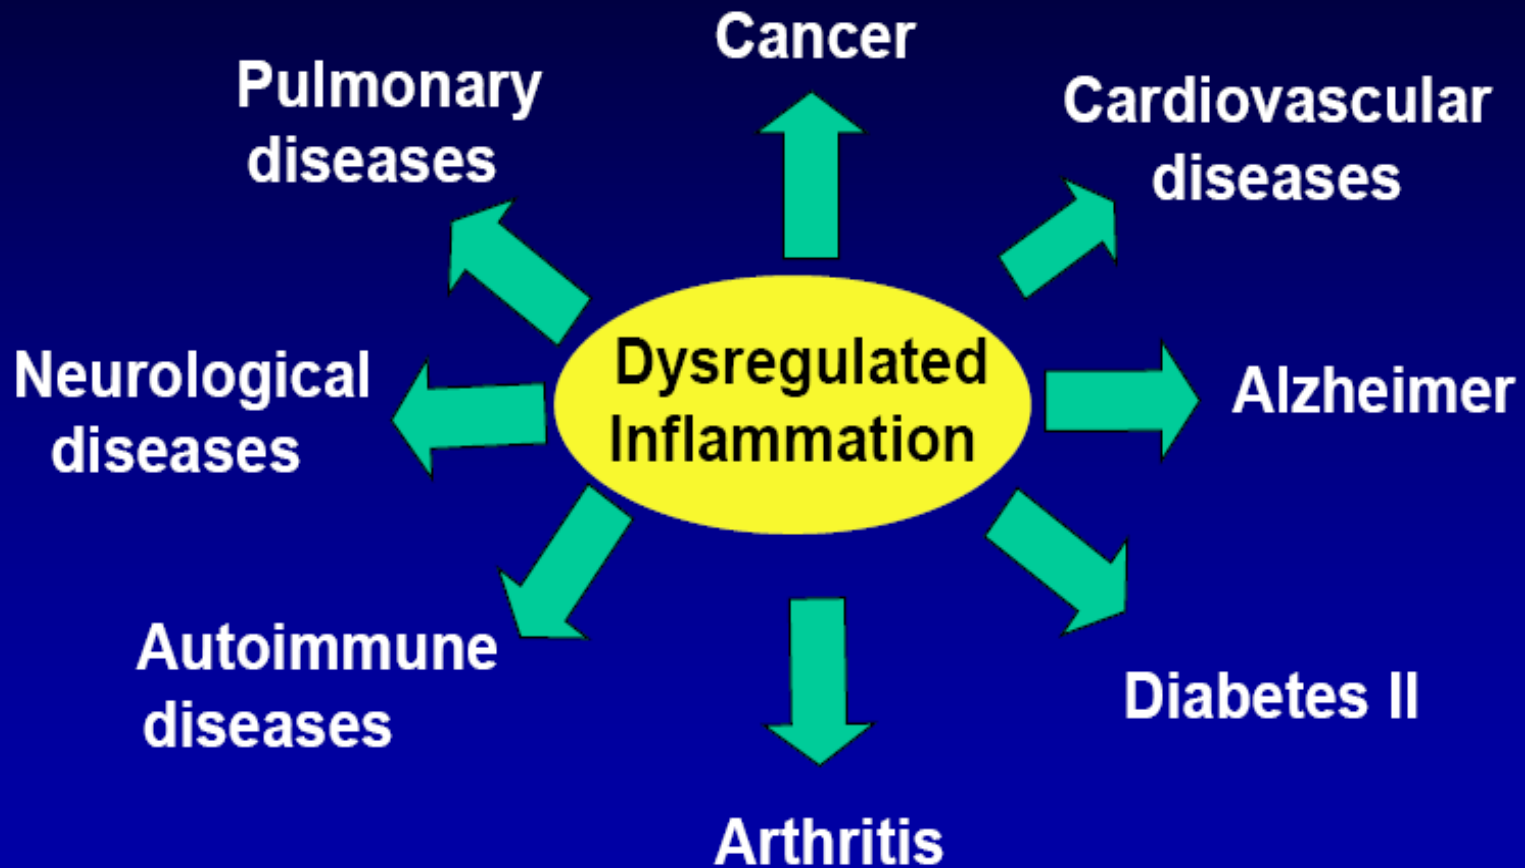 Cancer
Pulmonary
diseases
Cardiovascular
diseases
Neurological
diseases
Dysregulated
Inflammation
Alzheimer
Autoimmune
diseases
Diabetes II
Arthritis